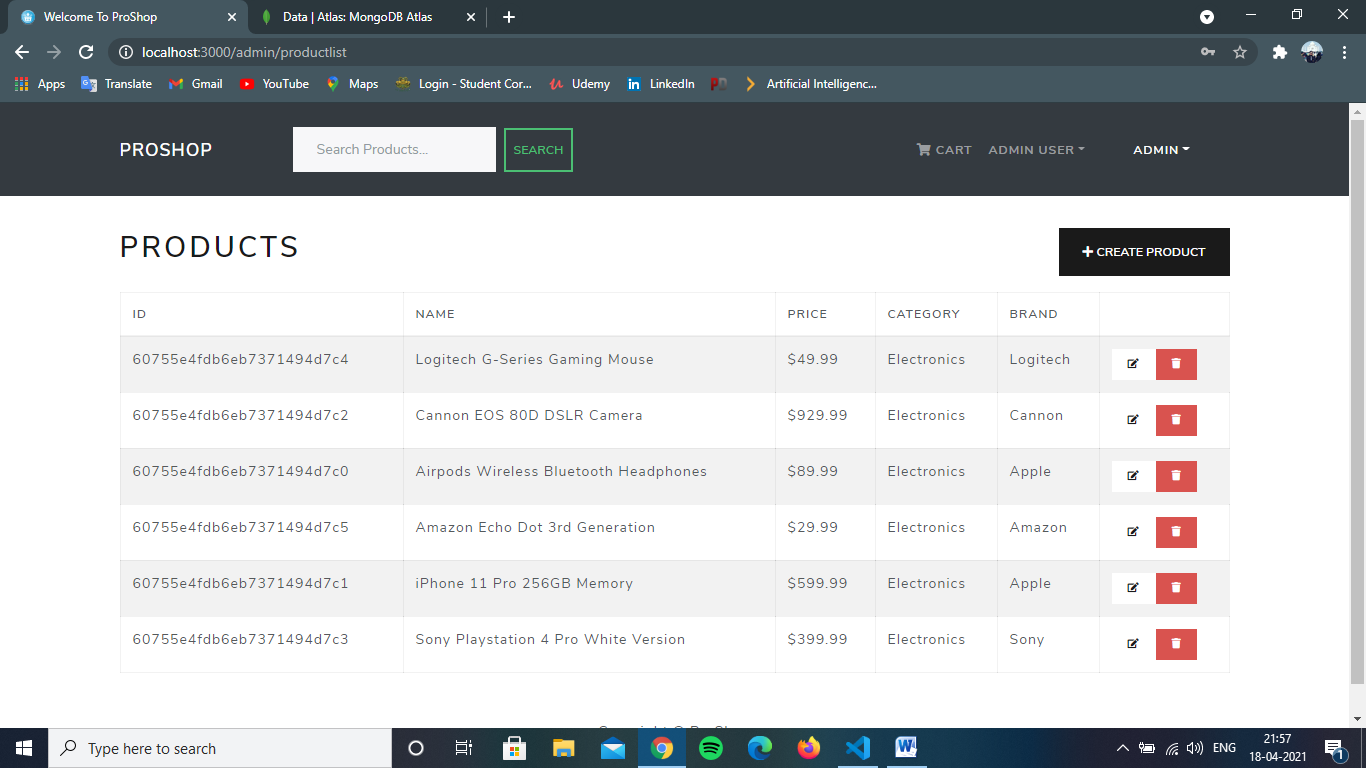 Welcome To ProShop
Data | Atlas: MongoDB Atlas
localhost:3000/admin/productlist
Apps Translate Gmail YouTube Maps Login - Student Cor... Udemy LinkedIn Artificial Intelligenc...
PROSHOP Search Products... SEARCH CART ADMIN USER ADMIN
PRODUCTS
CREATE PRODUCT
ID NAME PRICE CATEGORY BRAND
60755e4fdb6eb7371494d7c4 Logitech G-Series Gaming Mouse $49.99 Electronics Logitech
60755e4fdb6eb7371494d7c2 Cannon EOS 80D DSLR Camera $929.99 Electronics Cannon
60755e4fdb6eb7371494d7c0 Airpods Wireless Bluetooth Headphones $89.99 Electronics Apple
60755e4fdb6eb7371494d7c5 Amazon Echo Dot 3rd Generation $29.99 Electronics Amazon
60755e4fdb6eb7371494d7c1 iPhone 11 Pro 256GB Memory $599.99 Electronics Apple
60755e4fdb6eb7371494d7c3 Sony Playstation 4 Pro White Version $399.99 Electronics Sony
Type here to search
ENG
21:57
18-04-2021
1